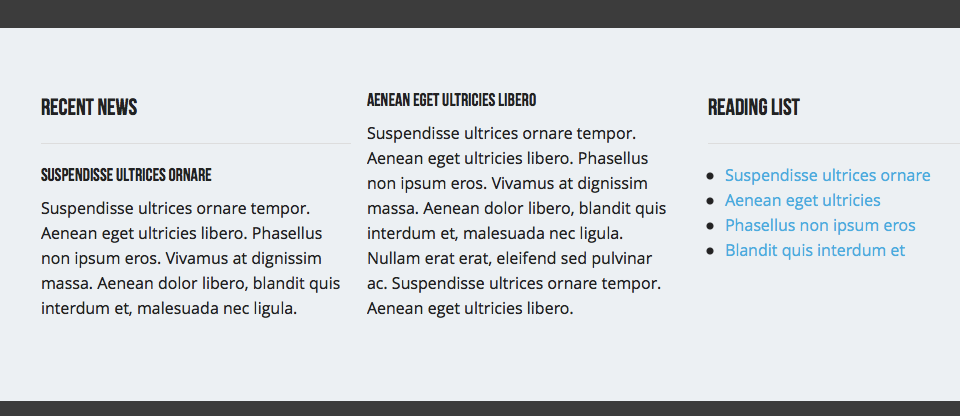 RECENT NEWS
SUSPENDISSE ULTRICES ORNARE
Suspendisse ultrices ornare tempor.
Aenean eget ultricies libero. Phasellus
non ipsum eros. Vivamus at dignissim
massa. Aenean dolor libero, blandit quis
interdum et, malesuada nec ligula.
AENEAN EGET ULTRICIES LIBERO
Suspendisse ultrices ornare tempor.
Aenean eget ultricies libero. Phasellus
non ipsum eros. Vivamus at dignissim
massa. Aenean dolor libero, blandit quis
interdum et, malesuada nec ligula.
Nullam erat erat, eleifend sed pulvinar
ac. Suspendisse ultrices ornare tempor.
Aenean eget ultricies libero.
READING LIST
Suspendisse ultrices ornare
Aenean eget ultricies
Phasellus non ipsum eros
Blandit quis interdum et